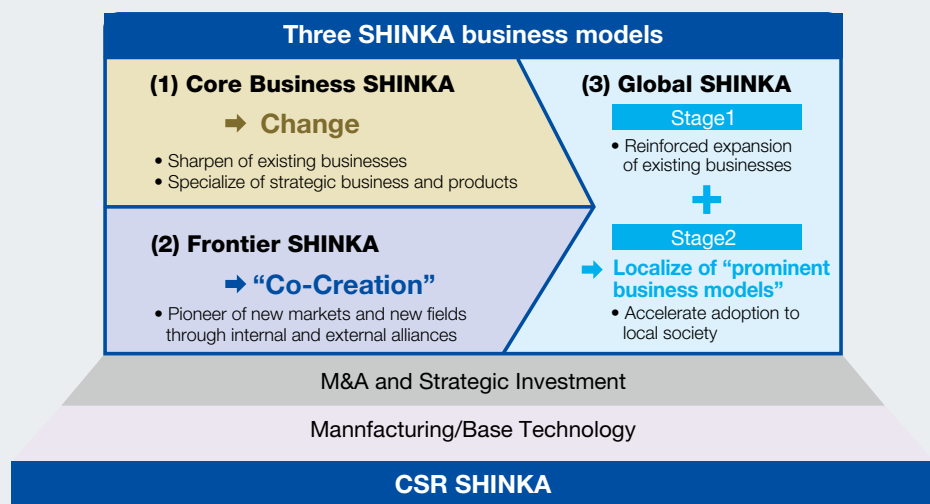 Three SHINKA business models
(1) Core Business SHINKA
➡ Change
• Sharpen of existing businesses
• Specialize of strategic business and products
(2) Frontier SHINKA
➡ “Co-Creation”
• Pioneer of new markets and new fields
through internal and external alliances
(3) Global SHINKA
Stage1
• Reinforced expansion
of existing businesses
+
Stage2
➡ Localize of “prominent
business models”
• Accelerate adoption to
local society
M&A and Strategic Investment
Mannfacturing/Base Technology
CSR SHINKA